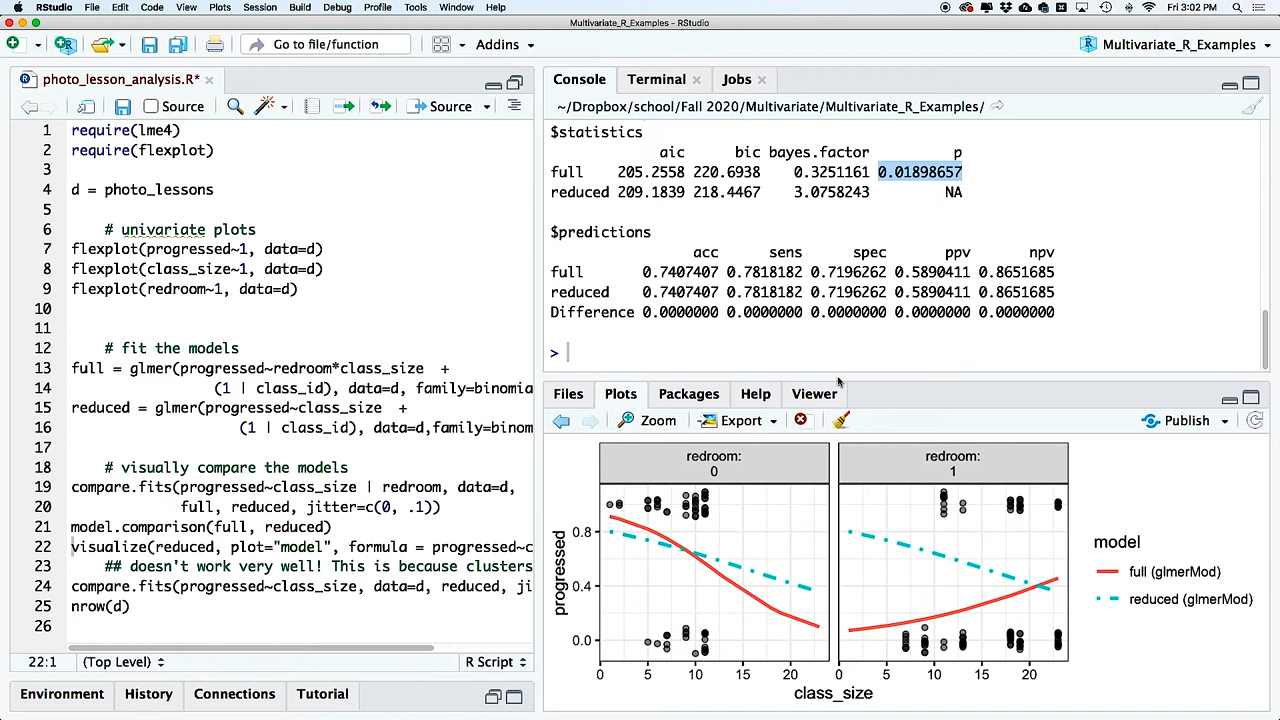 RStudio File Edit Code View Plots Session Build Debug Profile Tools Window Help Fri 3:02 PM
Multivariate_R_Examples - RStudio
Go to file/function Addins Multivariate_R_Examples
photo_lesson_analysis.R*
Source Source
1 require(lme4)
2 require(flexplot)
3
4 d = photo_lessons
5
6 # univariate plots
7 flexplot(progressed~1, data=d)
8 flexplot(class_size~1, data=d)
9 flexplot(redroom~1, data=d)
10
11
12 # fit the models
13 full = glmer(progressed~redroom*class_size +
14 (1 | class_id), data=d, family=binomia
15 reduced = glmer(progressed~class_size +
16 (1 | class_id), data=d,family=binom
17
18 # visually compare the models
19 compare.fits(progressed~class_size | redroom, data=d,
20 full, reduced, jitter=c(0, .1))
21 model.comparison(full, reduced)
22 visualize(reduced, plot="model", formula = progressed~c
23 ## doesn't work very well! This is because clusters
24 compare.fits(progressed~class_size, data=d, reduced, ji
25 nrow(d)
26
22:1 (Top Level) R Script
Environment History Connections Tutorial
Console Terminal Jobs
~/Dropbox/school/Fall 2020/Multivariate/Multivariate_R_Examples/
$statistics
aic bic bayes.factor p
full 205.2558 220.6938 0.3251161 0.01898657
reduced 209.1839 218.4467 3.0758243 NA
$predictions
acc sens spec ppv npv
full 0.7407407 0.7818182 0.7196262 0.5890411 0.8651685
reduced 0.7407407 0.7818182 0.7196262 0.5890411 0.8651685
Difference 0.0000000 0.0000000 0.0000000 0.0000000 0.0000000
>
Files Plots Packages Help Viewer
Zoom Export Publish
redroom: redroom:
0 1
progressed
0.8
0.4
0.0
0 5 10 15 20 0 5 10 15 20
class_size
model
full (glmerMod)
reduced (glmerMod)